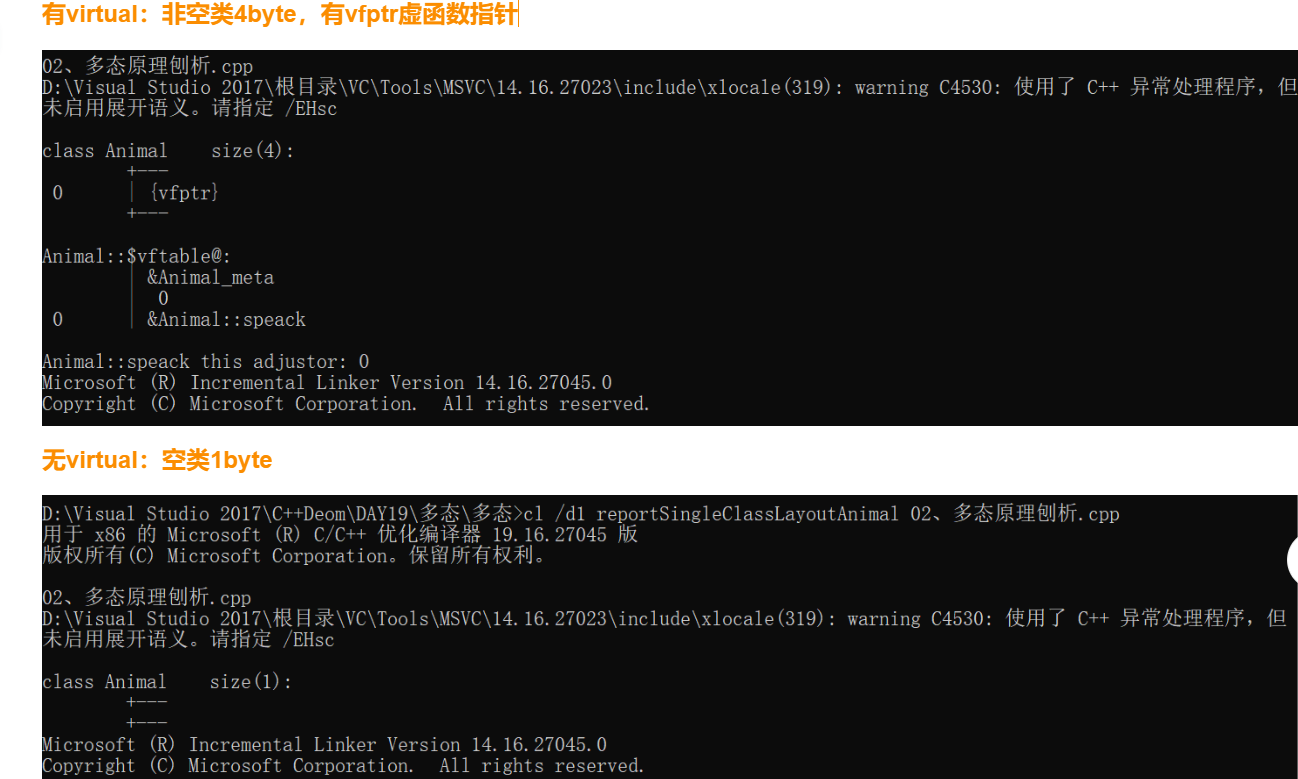 有virtual：非空类4byte，有vfptr虚函数指针
02、多态原理刨析.cpp
D:\Visual Studio 2017\根目录\VC\Tools\MSVC\14.16.27023\include\xlocale(319): warning C4530: 使用了 C++ 异常处理程序，但
未启用展开语义。请指定 /EHsc
class Animal    size(4):
        +---
 0      | {vfptr}
        +---
Animal::$vftable@:
        | &Animal_meta
        |  0
 0      | &Animal::speack
Animal::speack this adjustor: 0
Microsoft (R) Incremental Linker Version 14.16.27045.0
Copyright (C) Microsoft Corporation.  All rights reserved.
无virtual：空类1byte
D:\Visual Studio 2017\C++Deom\DAY19\多态\多态>cl /d1 reportSingleClassLayoutAnimal 02、多态原理刨析.cpp
用于 x86 的 Microsoft (R) C/C++ 优化编译器 19.16.27045 版
版权所有(C) Microsoft Corporation。保留所有权利。
02、多态原理刨析.cpp
D:\Visual Studio 2017\根目录\VC\Tools\MSVC\14.16.27023\include\xlocale(319): warning C4530: 使用了 C++ 异常处理程序，但
未启用展开语义。请指定 /EHsc
class Animal    size(1):
        +---
        +---
Microsoft (R) Incremental Linker Version 14.16.27045.0
Copyright (C) Microsoft Corporation.  All rights reserved.